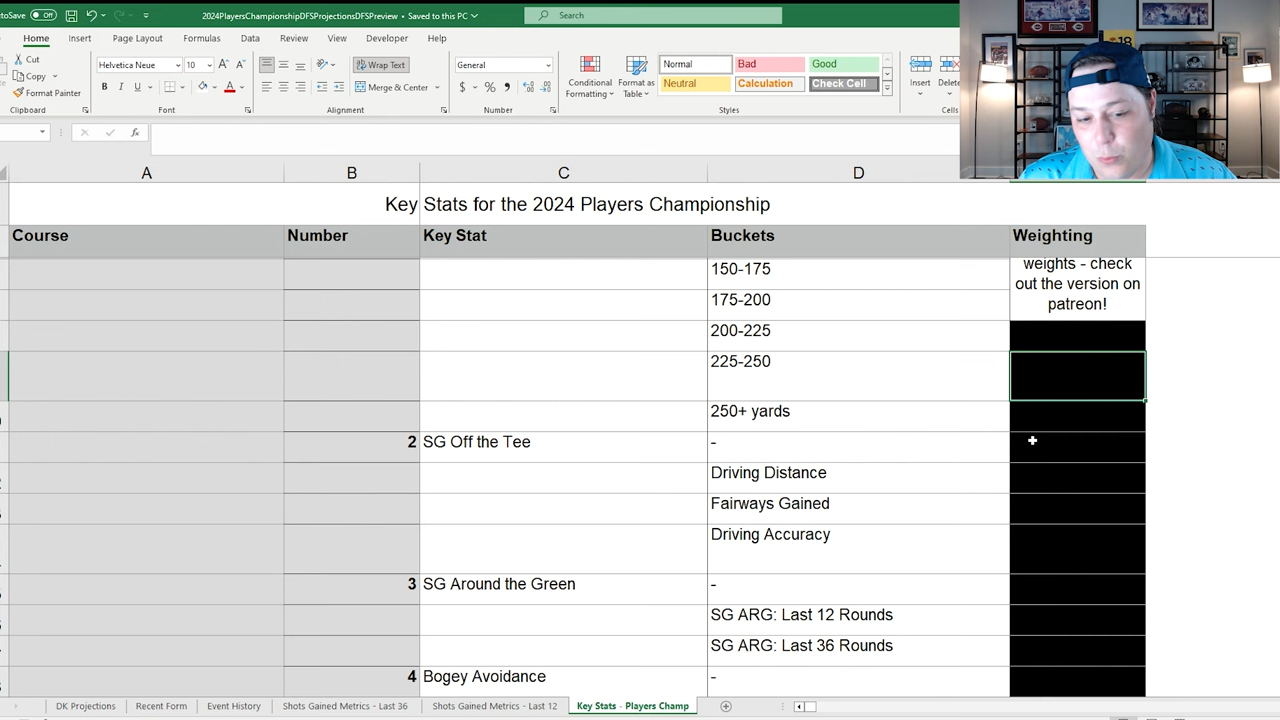 AutoSave Off 2024PlayersChampionshipDFSProjectionsDFSPreview • Saved to this PC Search
Home Insert Page Layout Formulas Data Review View Developer Help
Cut
Copy
Format Painter
Clipboard
Helvetica Neue 10
Font
Wrap Text
Merge & Center
Alignment
General
Number
Conditional Formatting
Format as Table
Normal Bad Good
Neutral Calculation Check Cell
Styles
Insert Delete
Cells
18
A B C D
Key Stats for the 2024 Players Championship
Course Number Key Stat Buckets Weighting
weights - check
out the version on
patreon!
150-175
175-200
200-225
225-250
250+ yards
2 SG Off the Tee -
Driving Distance
Fairways Gained
Driving Accuracy
3 SG Around the Green -
SG ARG: Last 12 Rounds
SG ARG: Last 36 Rounds
4 Bogey Avoidance -
DK Projections Recent Form Event History Shots Gained Metrics - Last 36 Shots Gained Metrics - Last 12 Key Stats - Players Champ